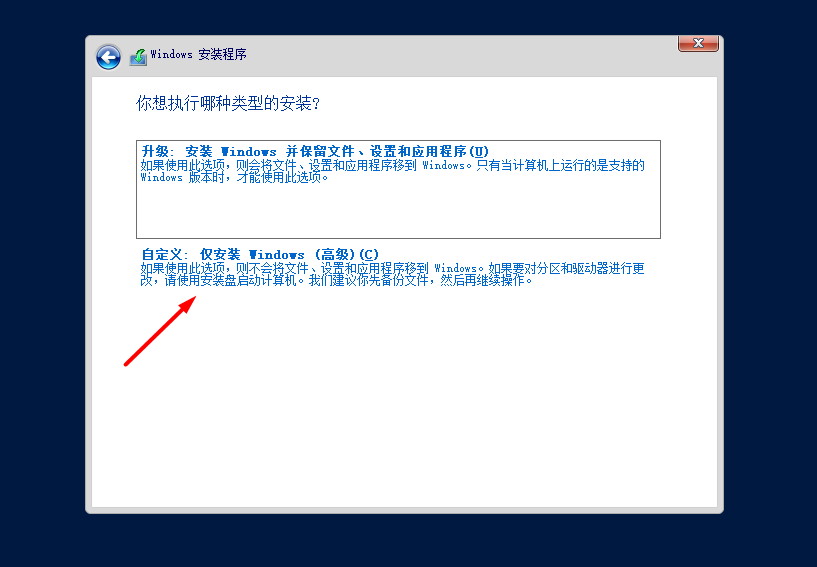 Windows 安装程序
你想执行哪种类型的安装?
升级: 安装 Windows 并保留文件、设置和应用程序(U)
如果使用此选项，则会将文件、设置和应用程序移到 Windows。只有当计算机上运行的是支持的
Windows 版本时，才能使用此选项。
自定义: 仅安装 Windows (高级)(C)
如果使用此选项，则不会将文件、设置和应用程序移到 Windows。如果要对分区和驱动器进行更
改，请使用安装盘启动计算机。我们建议你先备份文件，然后再继续操作。